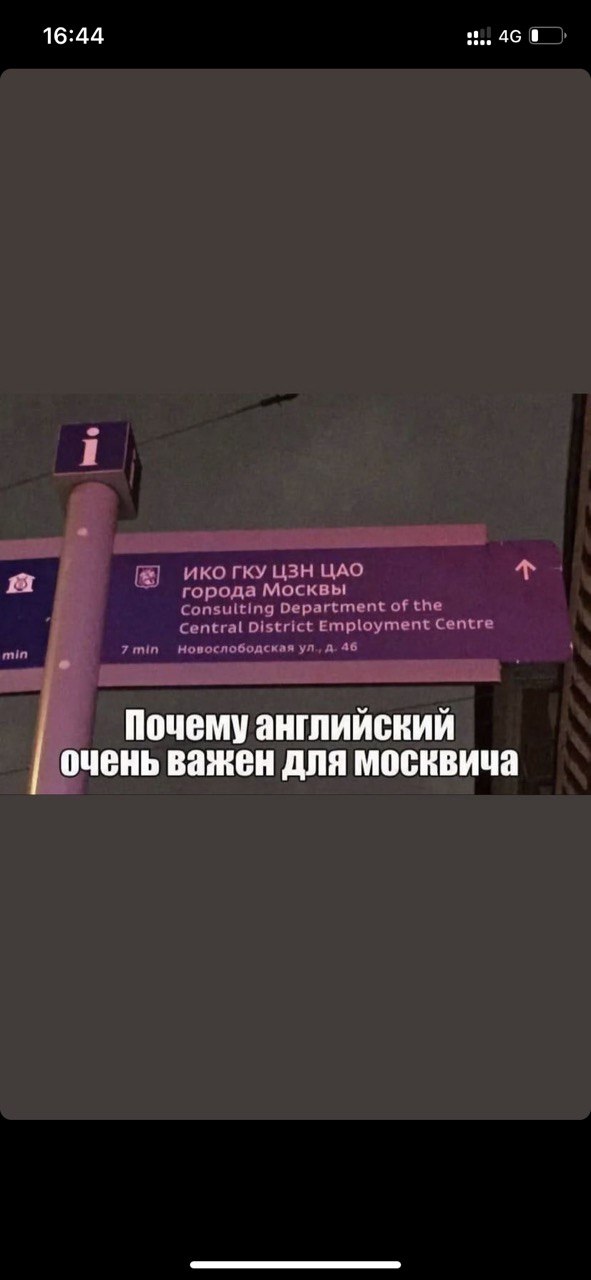 16:44
4G
i
ИКО ГКУ ЦЗН ЦАО
города Москвы
Consulting Department of the
Central District Employment Centre
min
7 min Новослободская ул., д. 46
Почему английский
очень важен для москвича